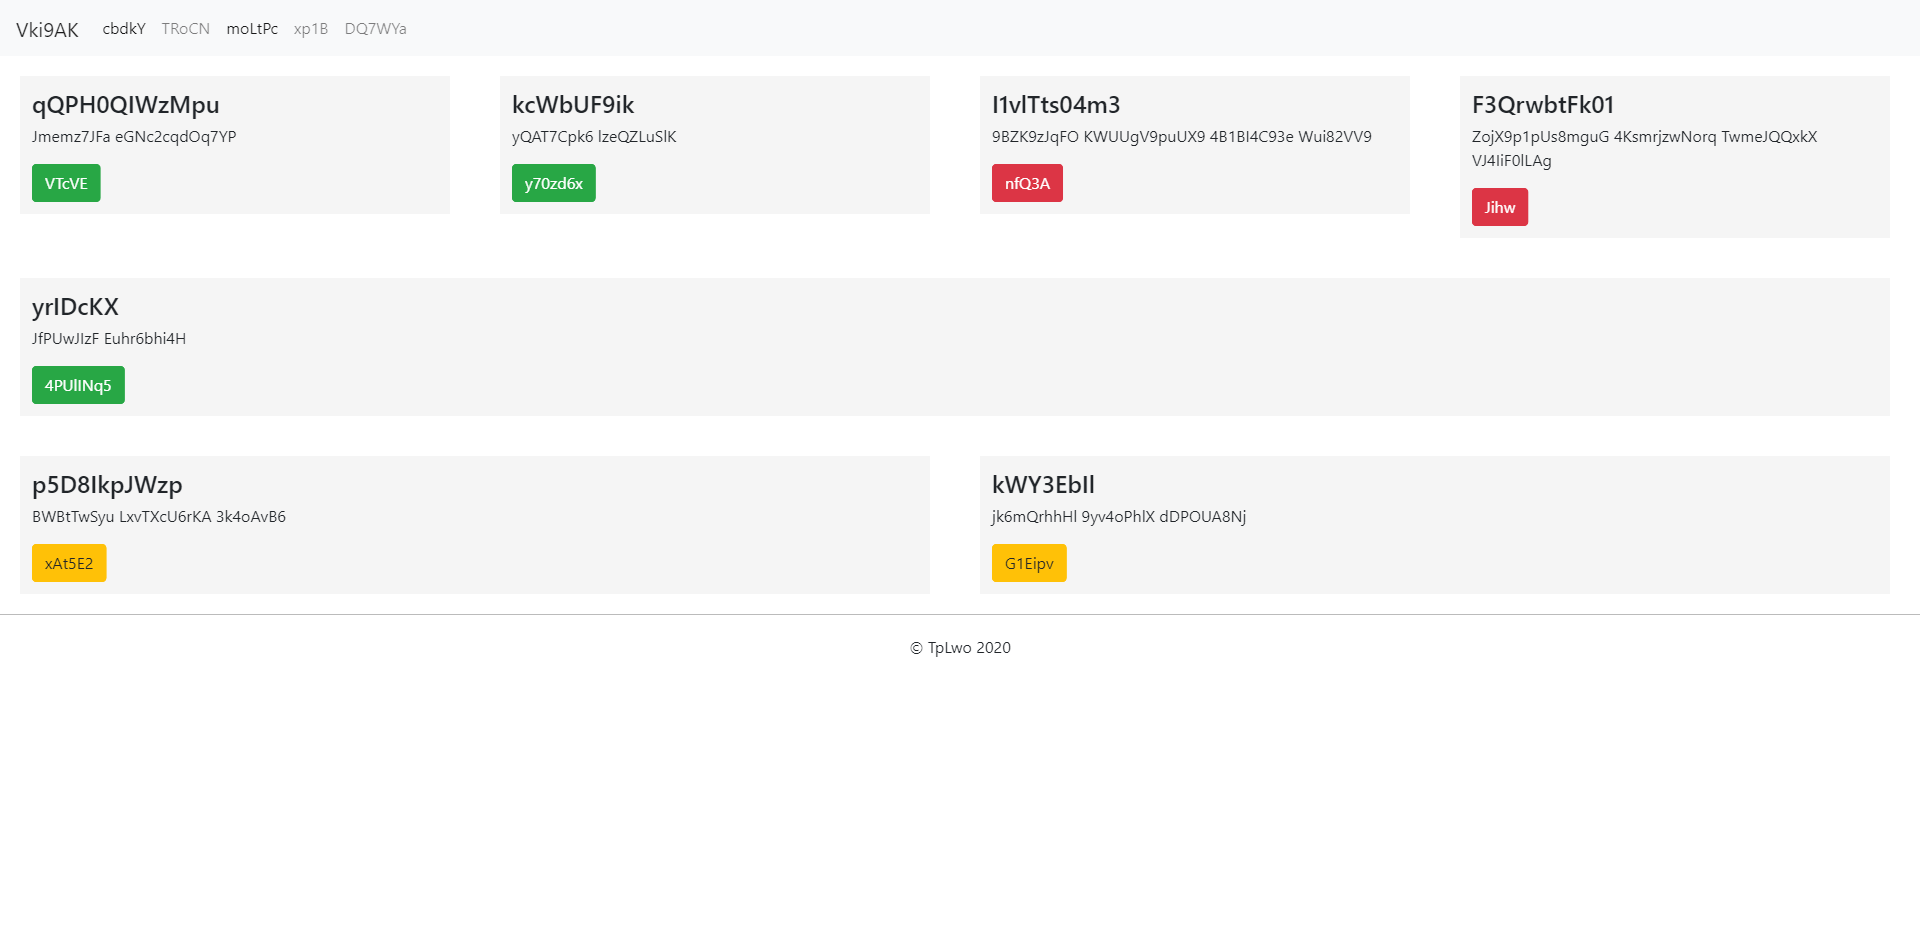 Vki9AK cbdkY TRoCN moLtPc xp1B DQ7WYa
qQPH0QIWzMpu
Jmemz7JFa eGNc2cqdOq7YP
VTcVE
kcWbUF9ik
yQAT7Cpk6 lzeQZLuSlK
y70zd6x
I1vlTts04m3
9BZK9zJqFO KWUUgV9puUX9 4B1BI4C93e Wui82VV9
nfQ3A
F3QrwbtFk01
ZojX9p1pUs8mguG 4KsmrjzwNorq TwmeJQQxkX
VJ4IiF0lLAg
Jihw
yrIDcKX
JfPUwJIzF Euhr6bhi4H
4PUlINq5
p5D8IkpJWzp
BWBtTwSyu LxvTXcU6rKA 3k4oAvB6
xAt5E2
kWY3EbIl
jk6mQrhhHl 9yv4oPhlX dDPOUA8Nj
G1Eipv
© TpLwo 2020